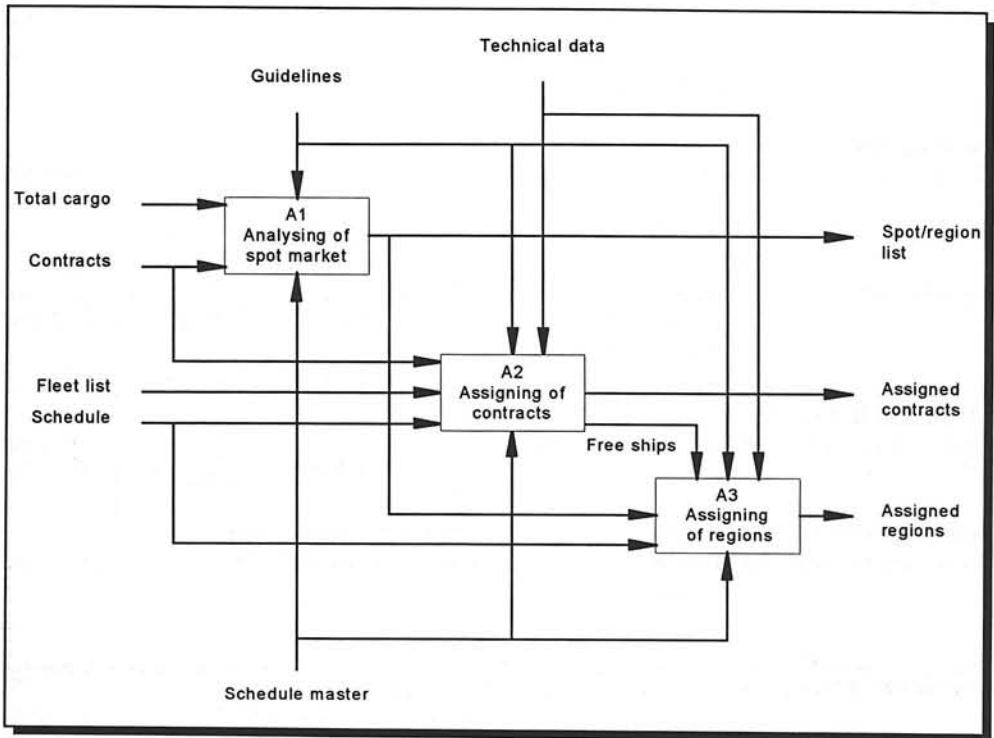 Technical data
Guidelines
Total cargo
A1
Analysing of
spot market
Spot/region
list
Contracts
A2
Assigning of
contracts
Fleet list
Schedule
Assigned
contracts
Free ships
A3
Assigning
of regions
Assigned
regions
Schedule master